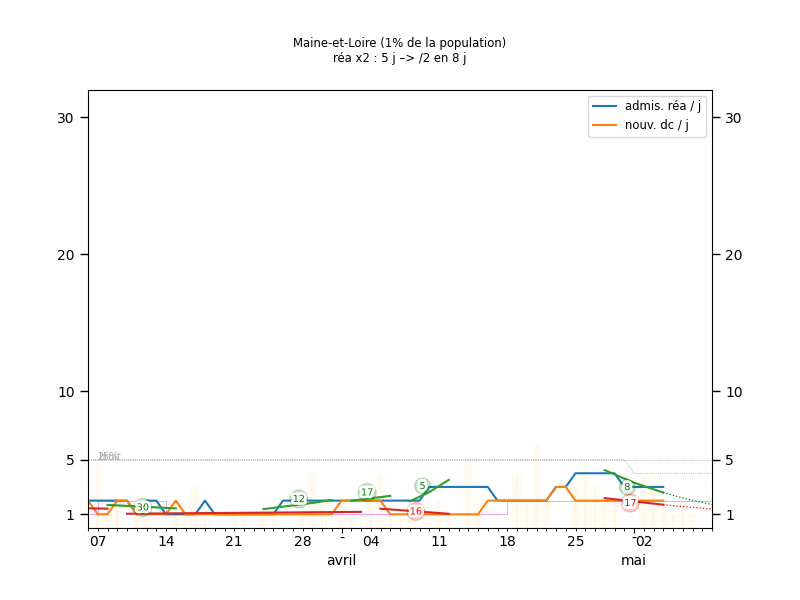 Maine-et-Loire (1% de la population)
réa x2 : 5 j –> /2 en 8 j
admis. réa / j
nouv. dc / j
30 30
20 20
10 10
5 5
1 1
30 12 17 5 16 8 17
07 14 21 28 - 04 11 18 25 - 02
avril mai